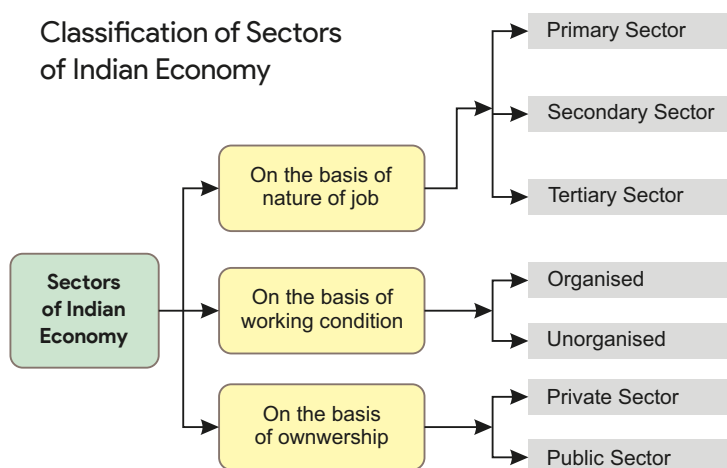 Classification of Sectors
of Indian Economy
Sectors
of Indian
Economy
On the basis of
nature of job
Primary Sector
Secondary Sector
Tertiary Sector
On the basis of
working condition
Organised
Unorganised
On the basis
of ownwership
Private Sector
Public Sector